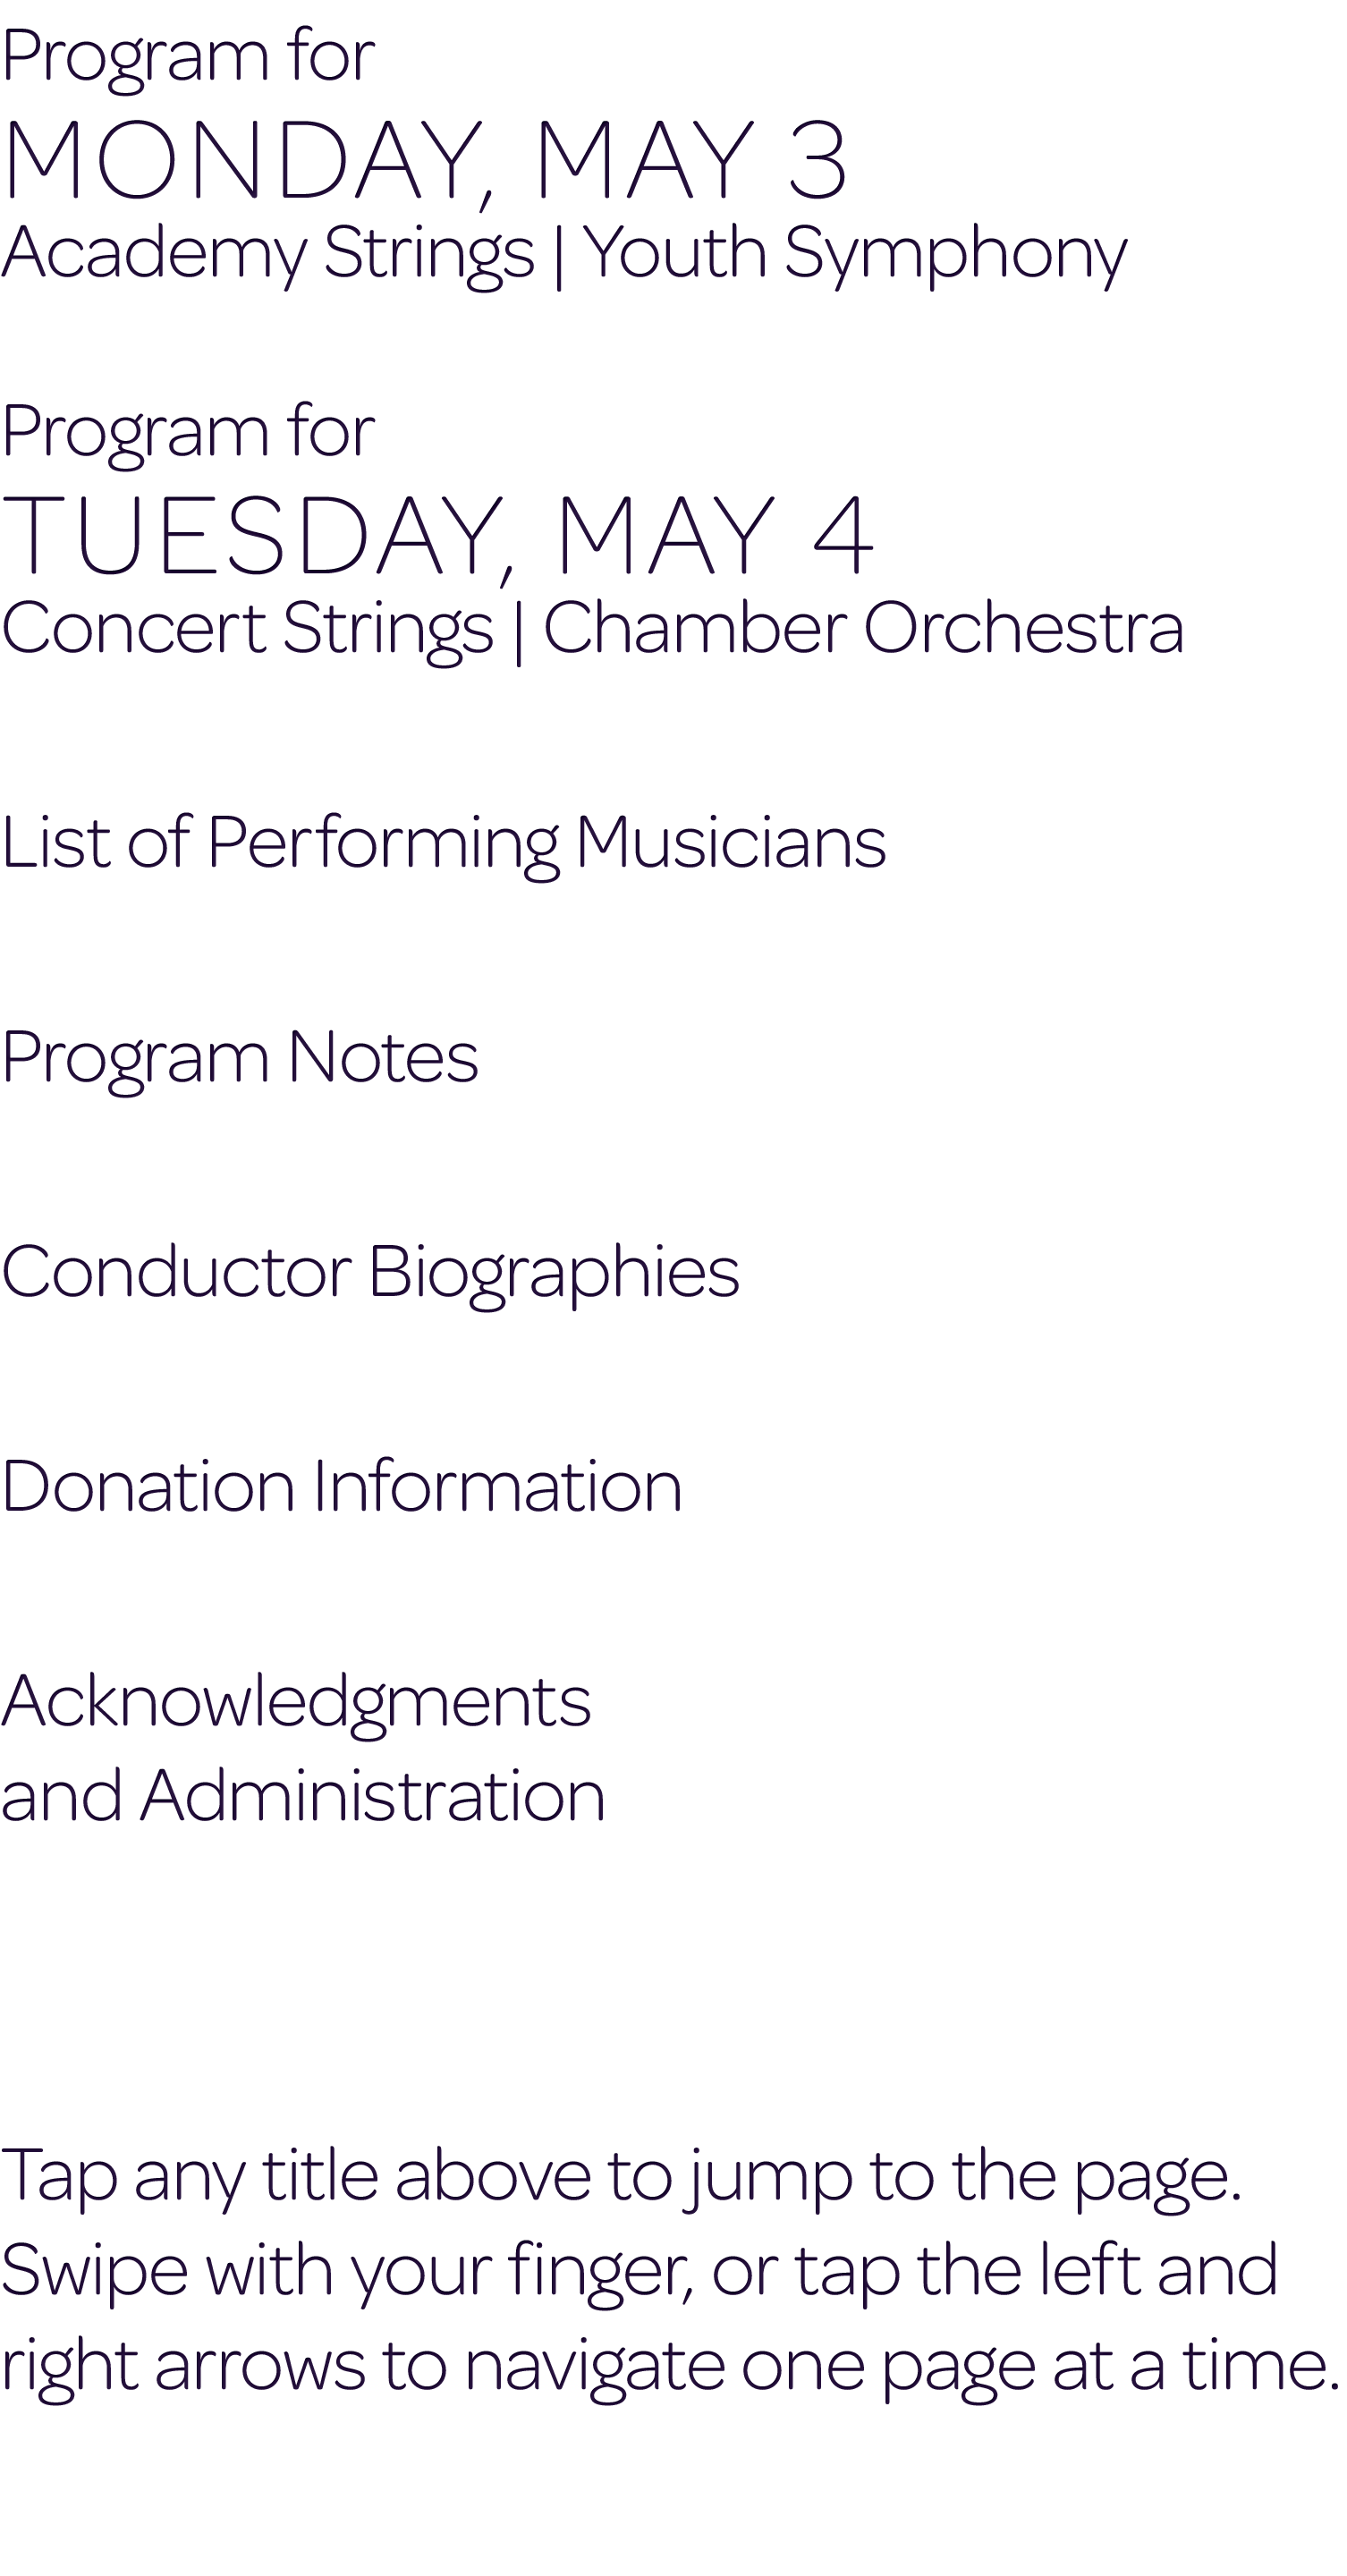 Program for
MONDAY, MAY 3
Academy Strings | Youth Symphony
Program for
TUESDAY, MAY 4
Concert Strings | Chamber Orchestra
List of Performing Musicians
Program Notes
Conductor Biographies
Donation Information
Acknowledgments
and Administration
Tap any title above to jump to the page.
Swipe with your finger, or tap the left and
right arrows to navigate one page at a time.